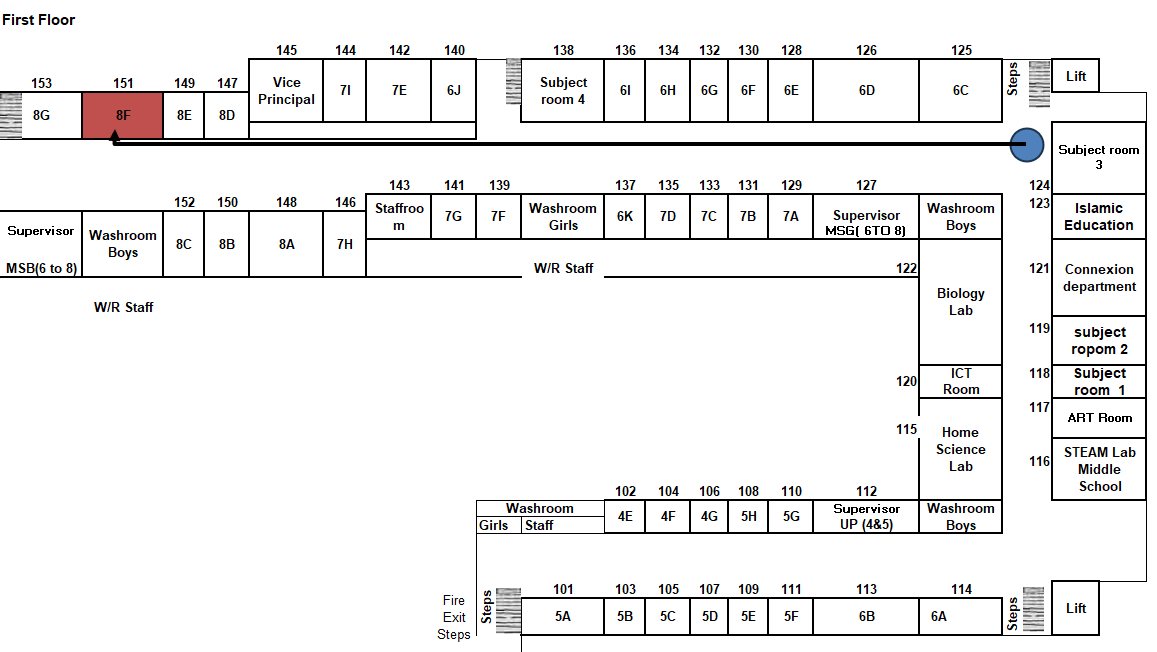 First Floor
145 144 142 140 138 136 134 132 130 128 126 125
153 151 149 147
Vice
Principal
7I 7E 6J
Subject
room 4
6I 6H 6G 6F 6E 6D 6C
Steps
Lift
8G 8F 8E 8D
Subject room
3
124
152 150 148 146 143 141 139 137 135 133 131 129 127
123
Supervisor
MSB(6 to 8)
Washroom
Boys
8C 8B 8A 7H
Staffroo
m
7G 7F
Washroom
Girls
6K 7D 7C 7B 7A
Supervisor
MSG( 6TO 8)
Washroom
Boys
Islamic
Education
W/R Staff
122
121
Connexion
department
W/R Staff
Biology
Lab
119
subject
ropom 2
120
ICT
Room
118
Subject
room 1
117
ART Room
115
Home
Science
Lab
116
STEAM Lab
Middle
School
102 104 106 108 110 112
Washroom
Girls Staff
4E 4F 4G 5H 5G
Supervisor
UP (4&5)
Washroom
Boys
101 103 105 107 109 111 113 114
Fire
Exit
Steps
Steps
5A 5B 5C 5D 5E 5F 6B 6A
Steps
Lift